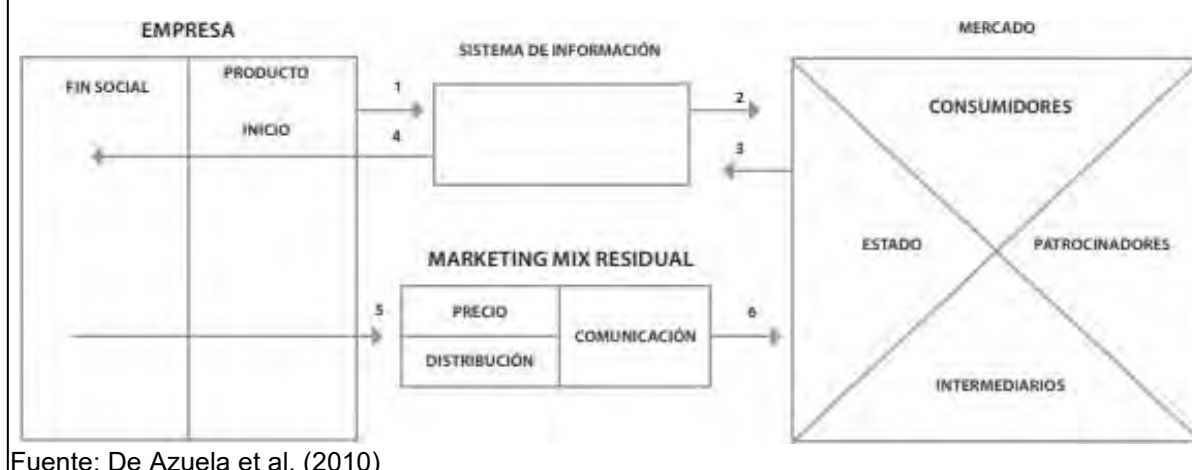 EMPRESA
FIN SOCIAL
PRODUCTO
INICIO
1
4
SISTEMA DE INFORMACIÓN
2
3
MERCADO
CONSUMIDORES
ESTADO
PATROCINADORES
INTERMEDIARIOS
MARKETING MIX RESIDUAL
5
PRECIO
DISTRIBUCIÓN
COMUNICACIÓN
6
Fuente: De Azuela et al. (2010)